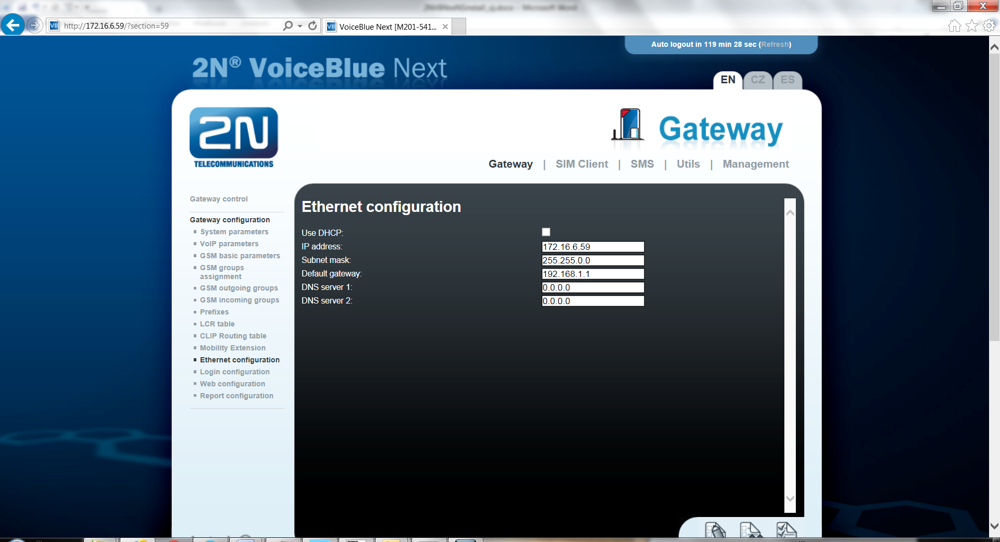 http://172.16.6.59/?section=59
VB
VoiceBlue Next [M201-541...
Auto logout in 119 min 28 sec (Refresh)
2N® VoiceBlue Next
EN
CZ
ES
2N
TELECOMMUNICATIONS
Gateway
Gateway | SIM Client | SMS | Utils | Management
Gateway control
Gateway configuration
System parameters
VoIP parameters
GSM basic parameters
GSM groups
assignment
GSM outgoing groups
GSM incoming groups
Prefixes
LCR table
CLIP Routing table
Mobility Extension
Ethernet configuration
Login configuration
Web configuration
Report configuration
Ethernet configuration
Use DHCP:
IP address: 172.16.6.59
Subnet mask: 255.255.0.0
Default gateway: 192.168.1.1
DNS server 1: 0.0.0.0
DNS server 2: 0.0.0.0